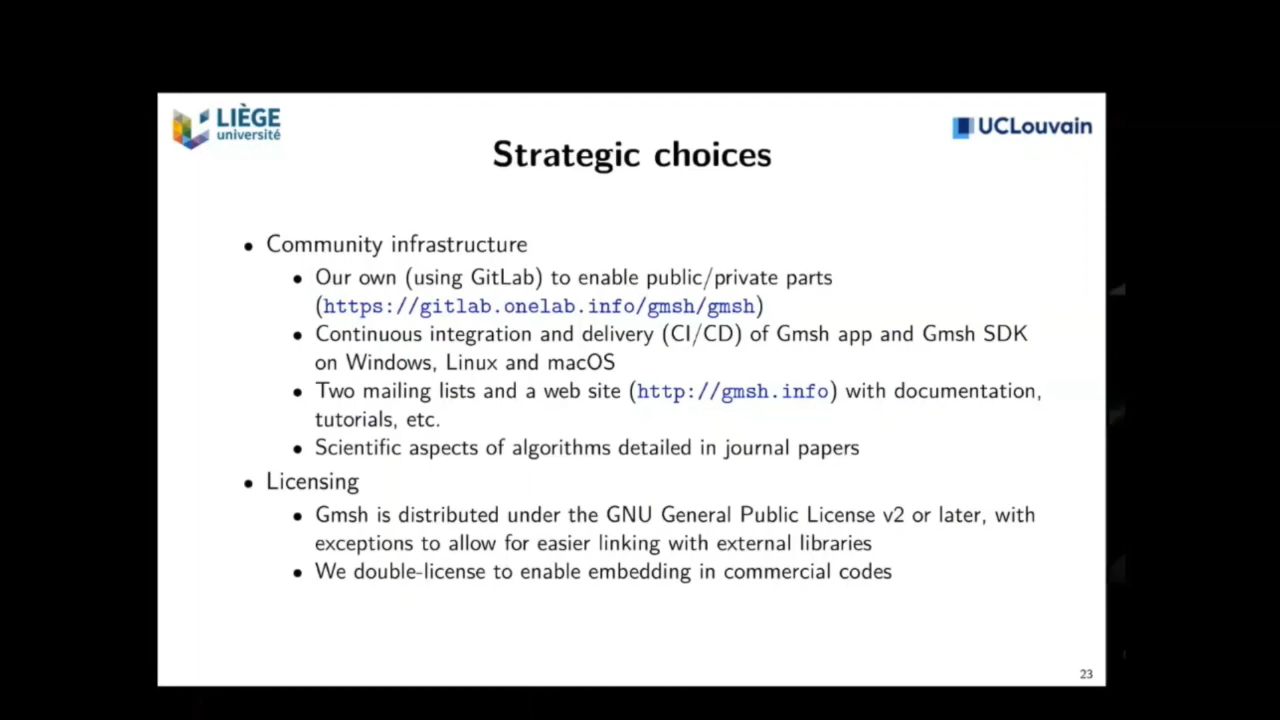 LIÈGE
université
UCLouvain
Strategic choices
• Community infrastructure
• Our own (using GitLab) to enable public/private parts
(https://gitlab.onelab.info/gmsh/gmsh)
• Continuous integration and delivery (CI/CD) of Gmsh app and Gmsh SDK
on Windows, Linux and macOS
• Two mailing lists and a web site (http://gmsh.info) with documentation,
tutorials, etc.
• Scientific aspects of algorithms detailed in journal papers
• Licensing
• Gmsh is distributed under the GNU General Public License v2 or later, with
exceptions to allow for easier linking with external libraries
• We double-license to enable embedding in commercial codes
23